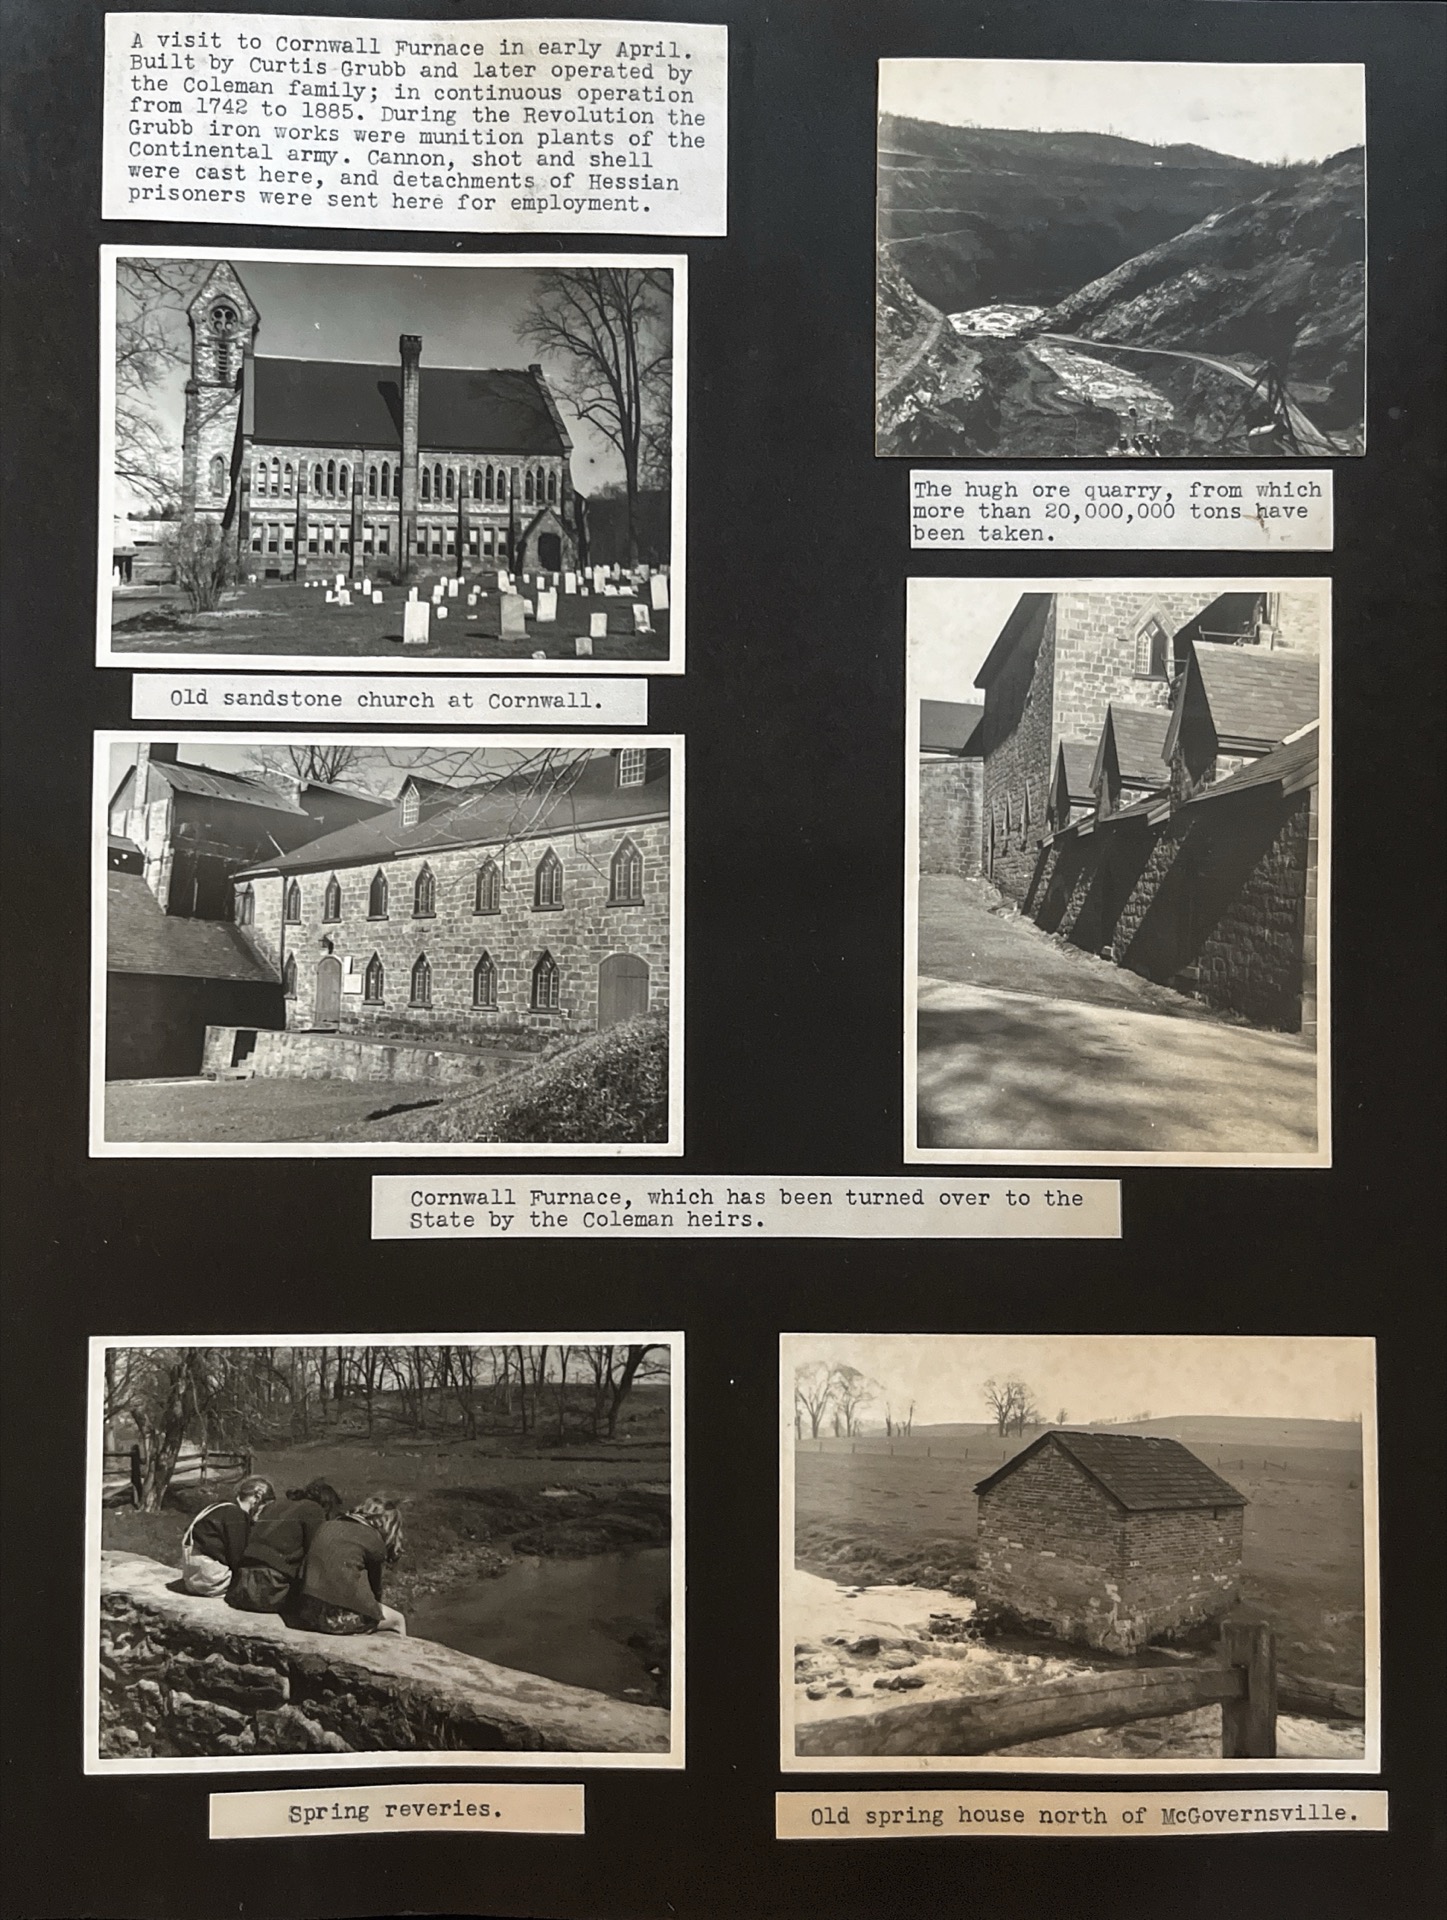 A visit to Cornwall Furnace in early April.
Built by Curtis Grubb and later operated by
the Coleman family; in continuous operation
from 1742 to 1885. During the Revolution the
Grubb iron works were munition plants of the
Continental army. Cannon, shot and shell
were cast here, and detachments of Hessian
prisoners were sent here for employment.
The hugh ore quarry, from which
more than 20,000,000 tons have
been taken.
Old sandstone church at Cornwall.
Cornwall Furnace, which has been turned over to the
State by the Coleman heirs.
Spring reveries.
Old spring house north of McGovernsville.